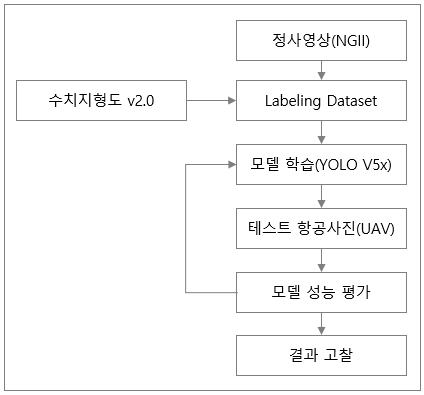 정사영상(NGII)
수치지형도 v2.0
Labeling Dataset
모델 학습(YOLO V5x)
테스트 항공사진(UAV)
모델 성능 평가
결과 고찰